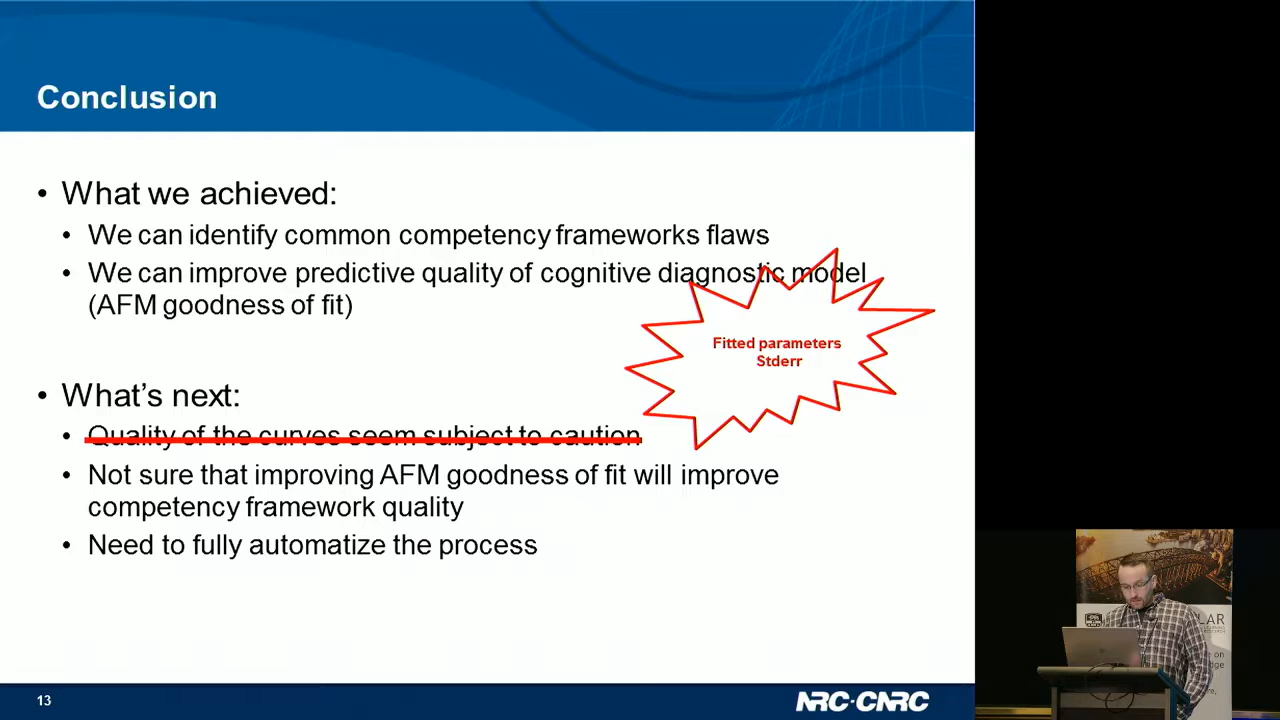 Conclusion
• What we achieved:
• We can identify common competency frameworks flaws
• We can improve predictive quality of cognitive diagnostic model
(AFM goodness of fit)
Fitted parameters
Stderr
• What's next:
• Quality of the curves seem subject to caution
• Not sure that improving AFM goodness of fit will improve
competency framework quality
• Need to fully automatize the process
13
NRC·CNRC
LAR